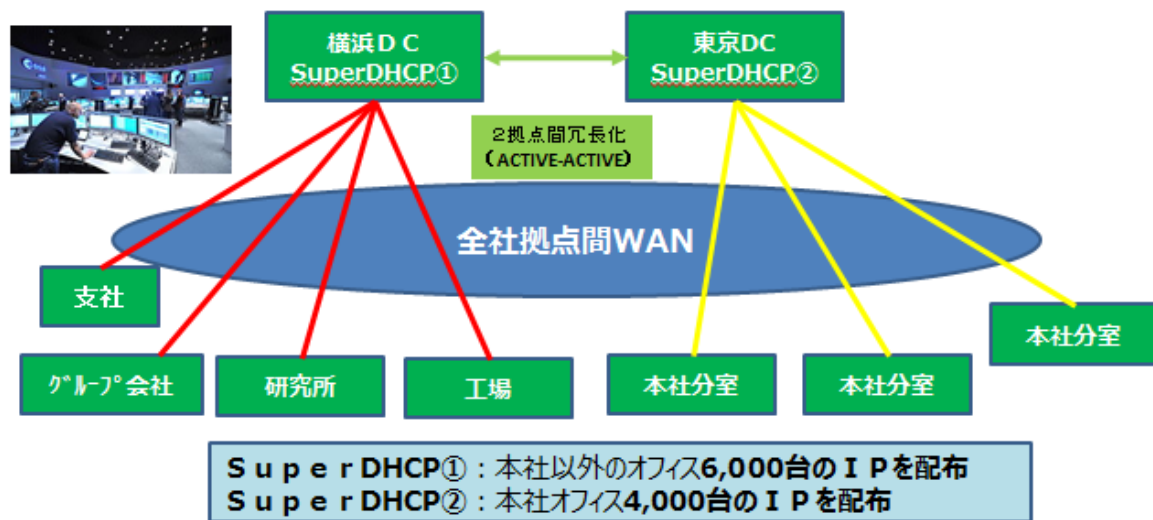 横浜ＤＣ
SuperDHCP①
東京DC
SuperDHCP②
２拠点間冗長化
（ACTIVE-ACTIVE）
全社拠点間WAN
支社
ｸﾞﾙｰﾌﾟ会社
研究所
工場
本社分室
本社分室
本社分室
ＳｕｐｅｒDHCP①：本社以外のオフィス6,000台のＩＰを配布
ＳｕｐｅｒDHCP②：本社オフィス4,000台のＩＰを配布